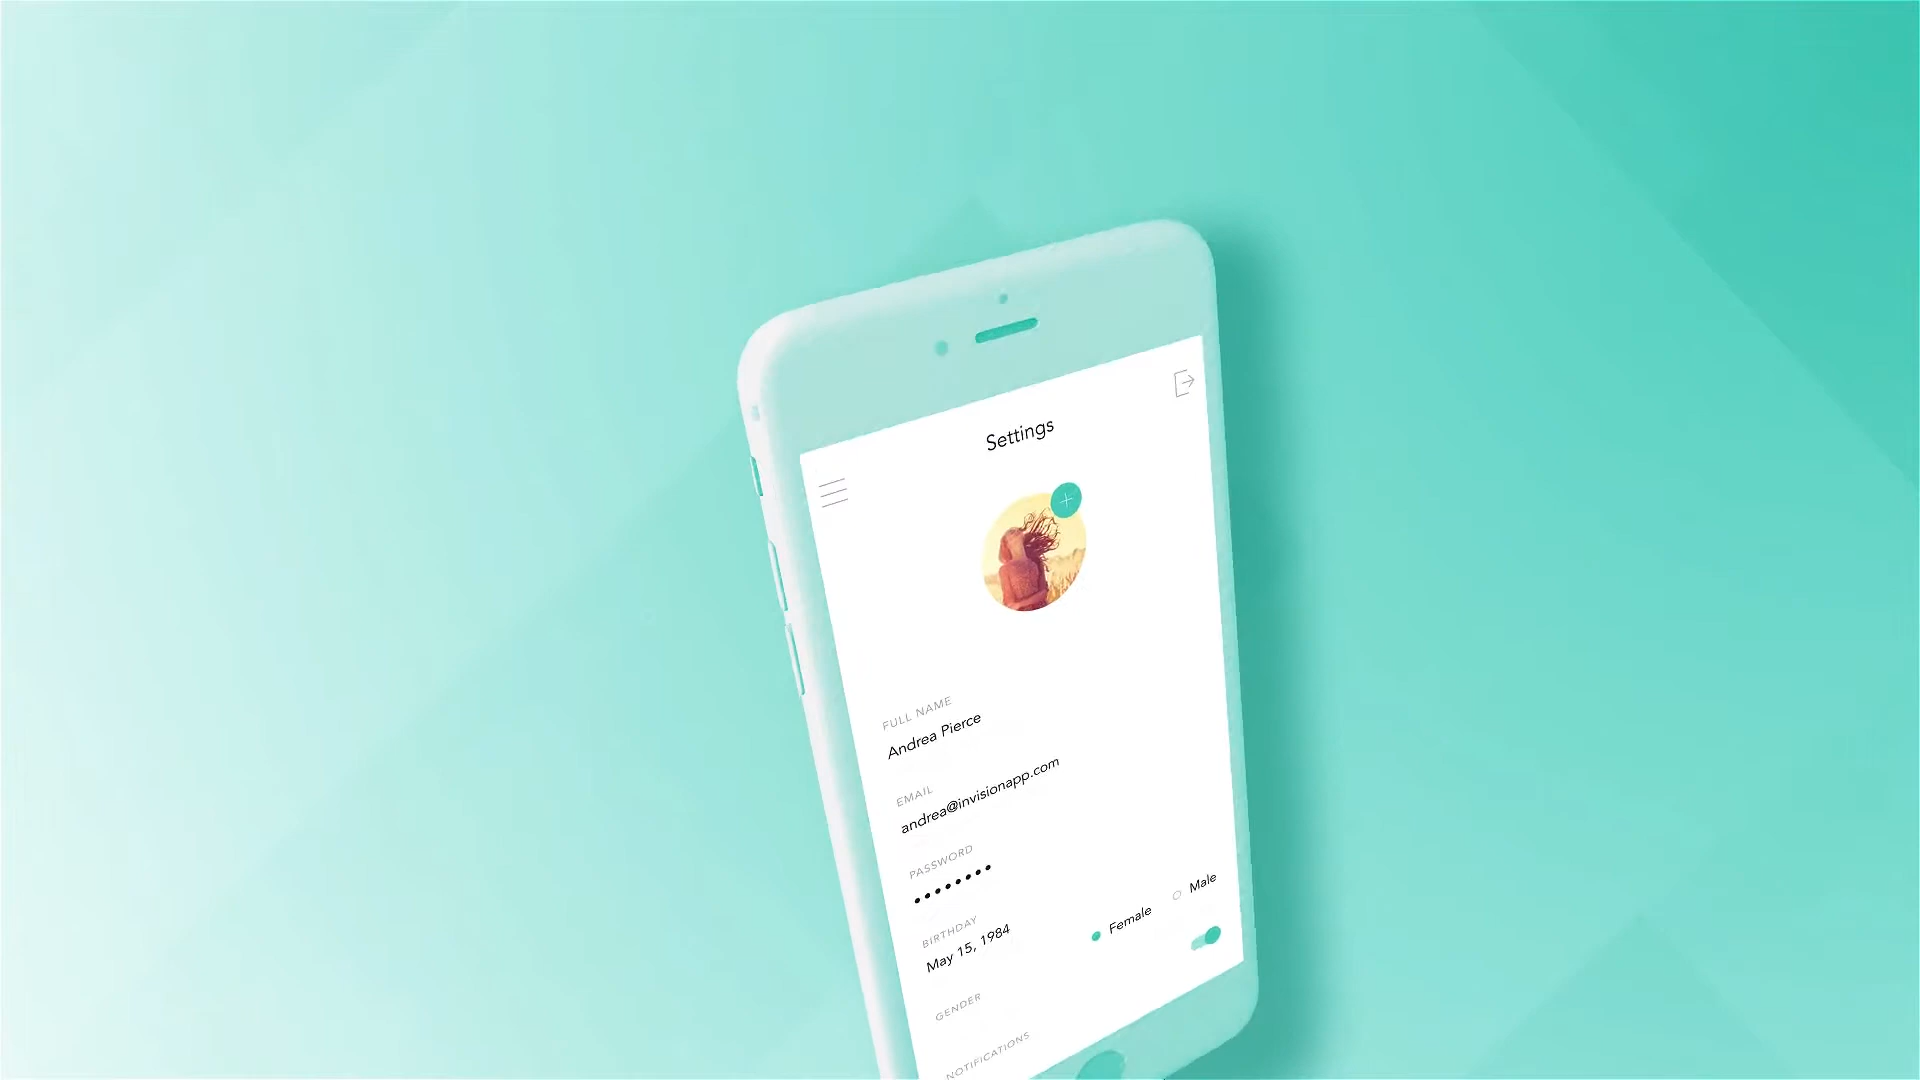 Settings
FULL NAME
Andrea Pierce
EMAIL
andrea@invisionapp.com
PASSWORD
••••••••
BIRTHDAY
May 15, 1984
GENDER
Female
Male
NOTIFICATIONS